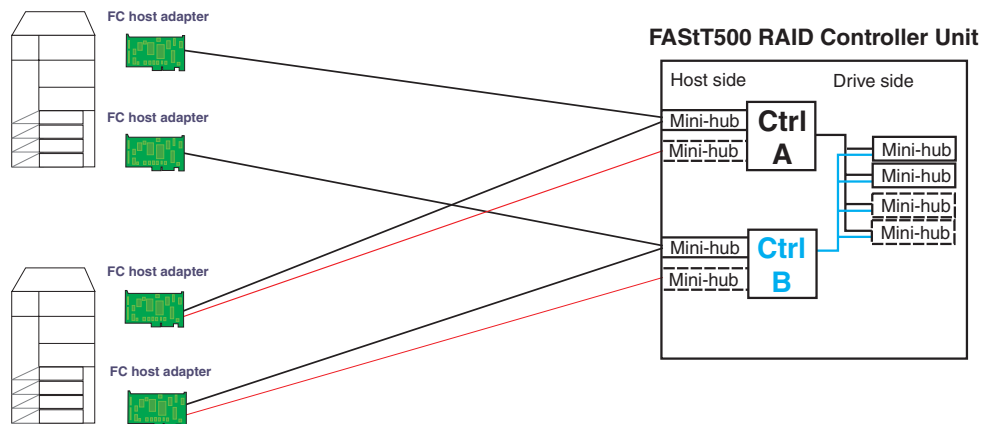 FC host adapter
FAStT500 RAID Controller Unit
Host side
Drive side
FC host adapter
Mini-hub
Ctrl
A
Mini-hub
Mini-hub
Mini-hub
Mini-hub
Mini-hub
Mini-hub
Ctrl
B
Mini-hub
FC host adapter
FC host adapter